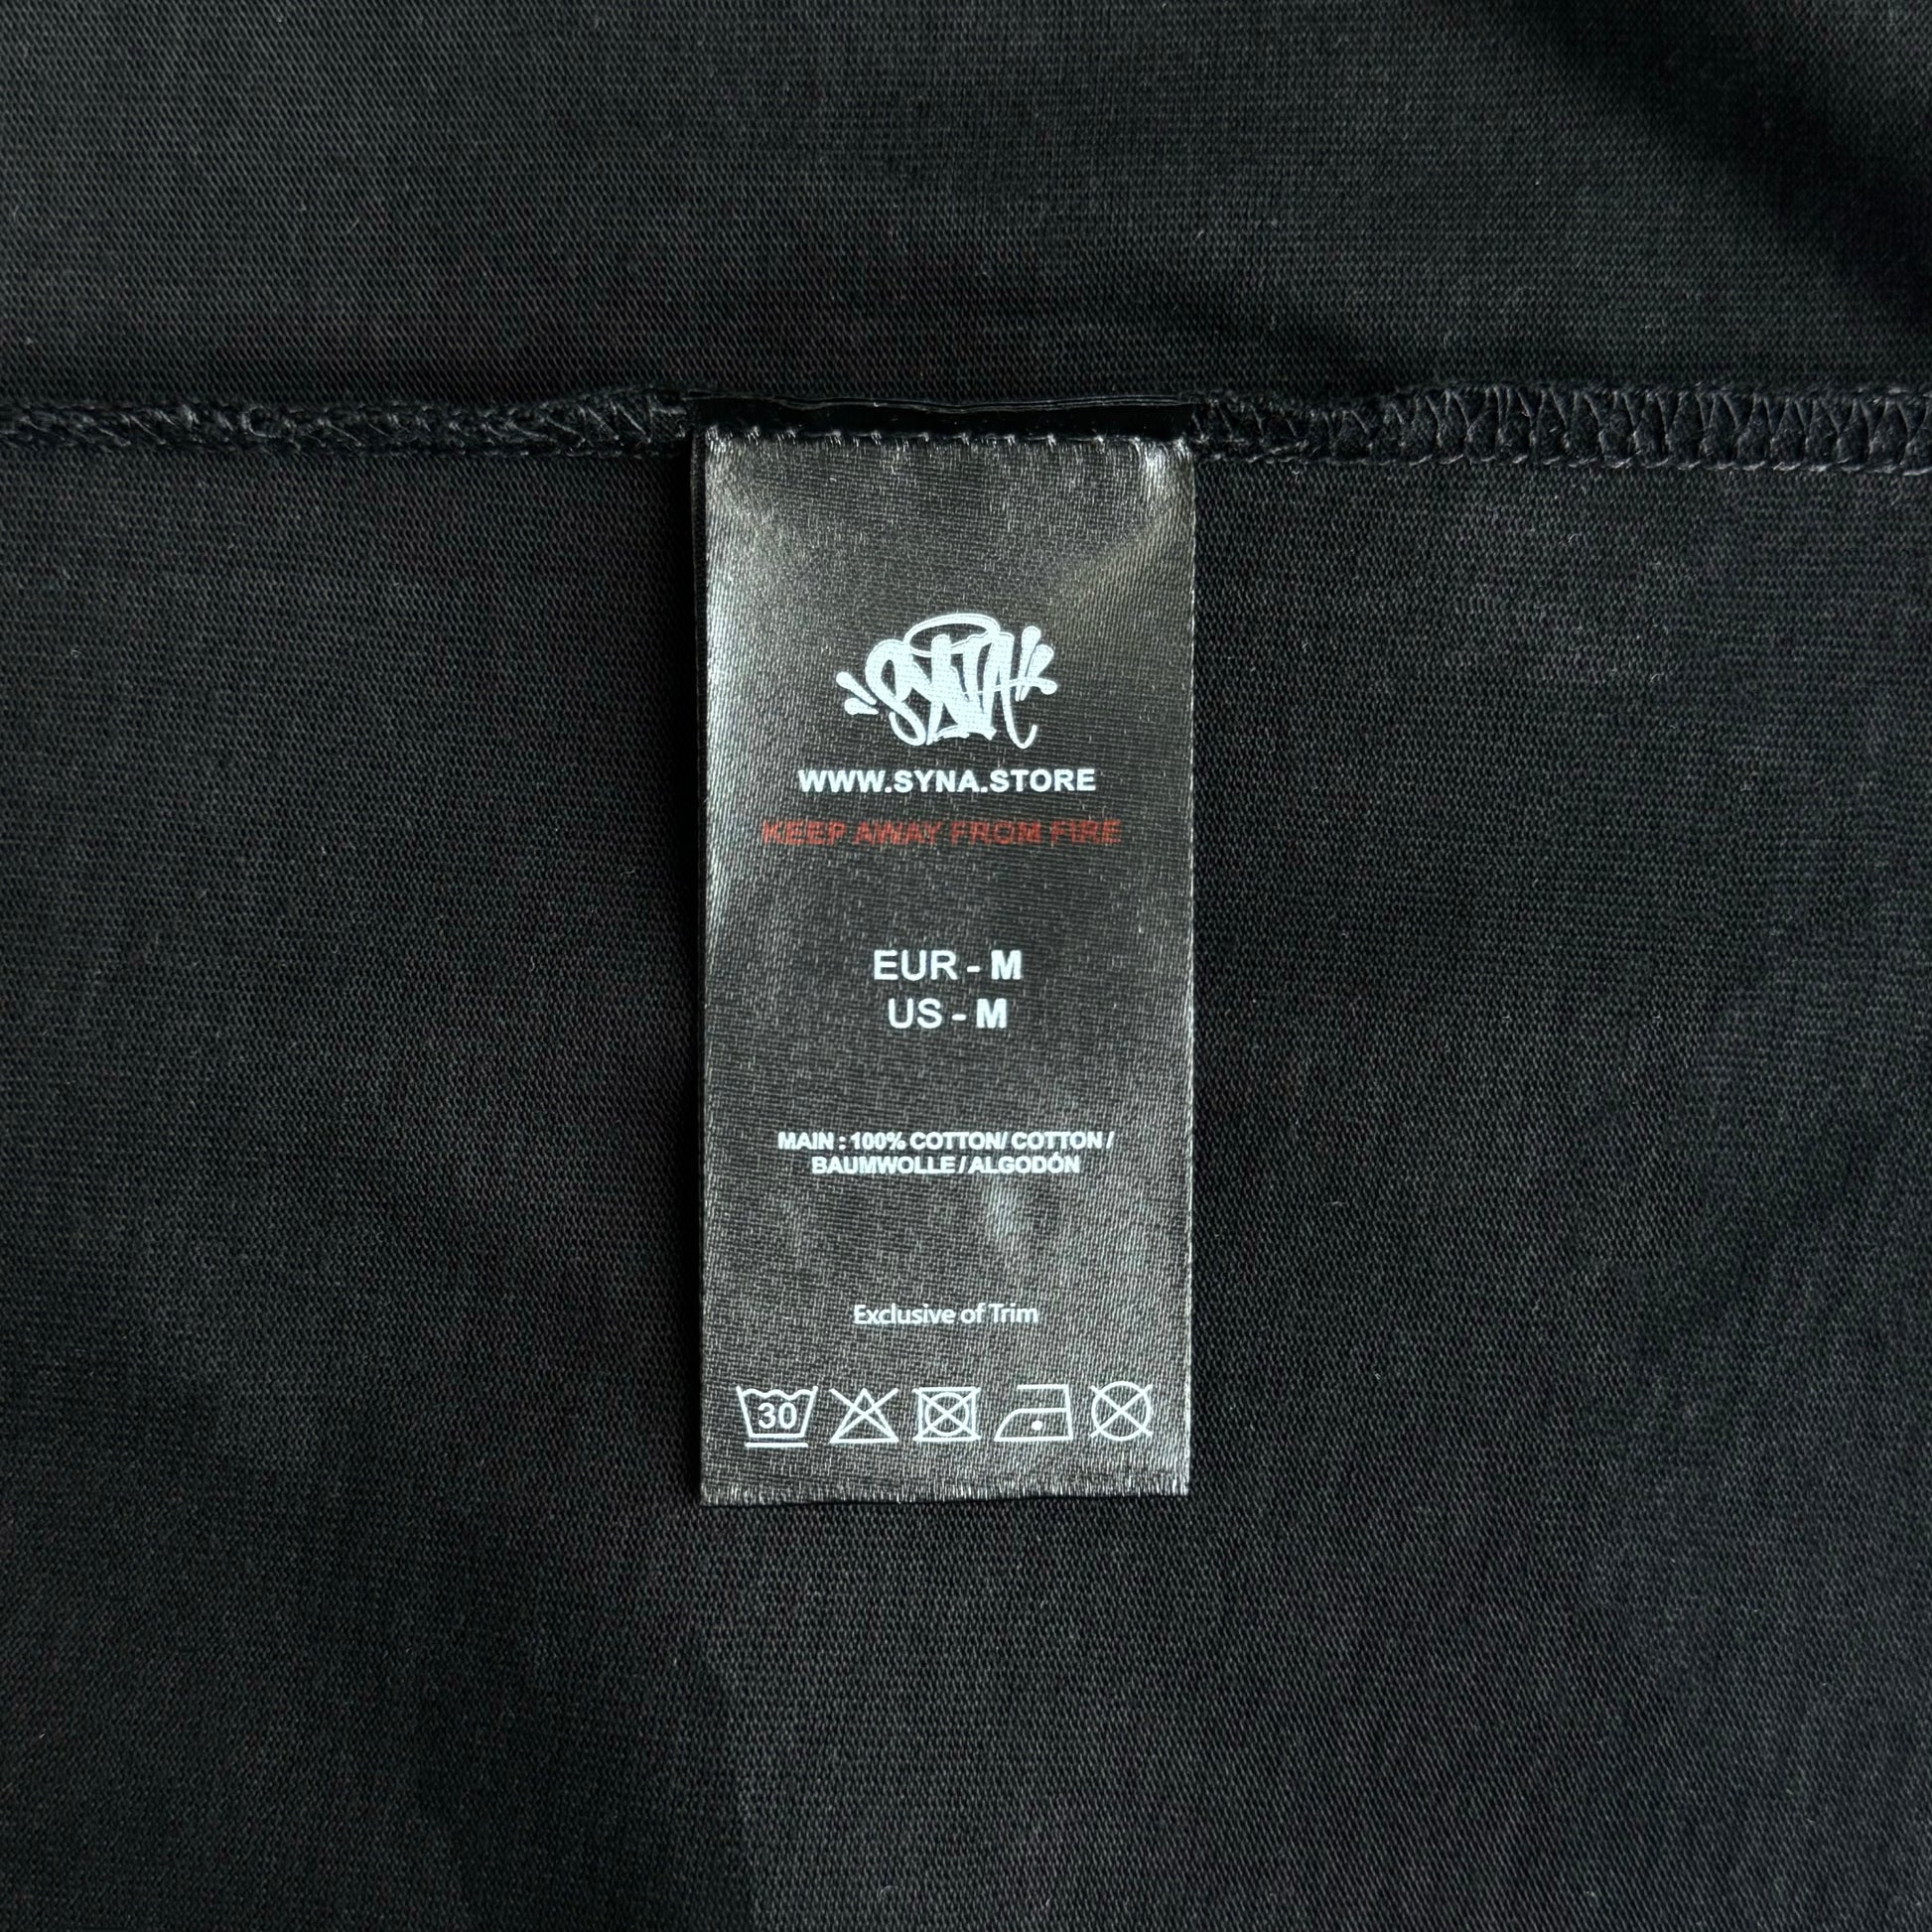 SYNA
WWW.SYNA.STORE
KEEP AWAY FROM FIRE
EUR - M
US - M
MAIN : 100% COTTON/ COTTON /
BAUMWOLLE / ALGODÓN
Exclusive of Trim
30